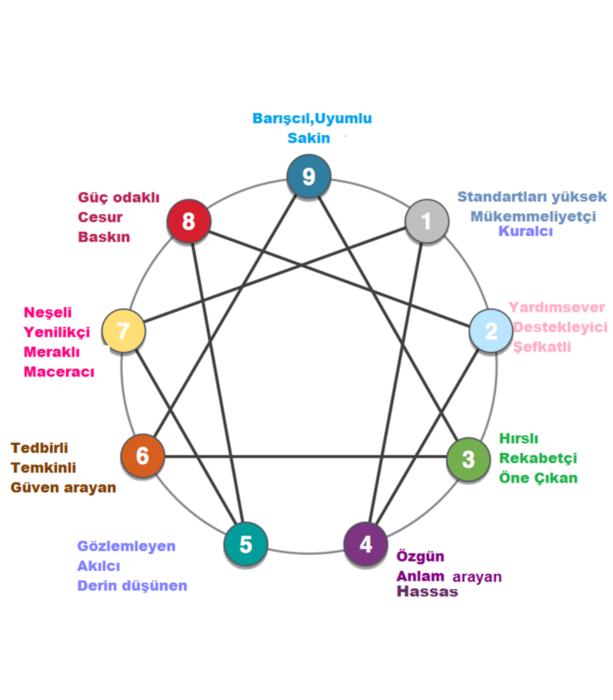 Barışcıl,Uyumlu
Sakin
9
Güç odaklı
Cesur
Baskın
8
1
Standartları yüksek
Mükemmeliyetçi
Kuralcı
Neşeli
Yenilikçi
Meraklı
Maceracı
7
2
Yardımsever
Destekleyici
Şefkatli
Tedbirli
Temkinli
Güven arayan
6
3
Hırslı
Rekabetçi
Öne Çıkan
Gözlemleyen
Akılcı
Derin düşünen
5
4
Özgün
Anlam arayan
Hassas